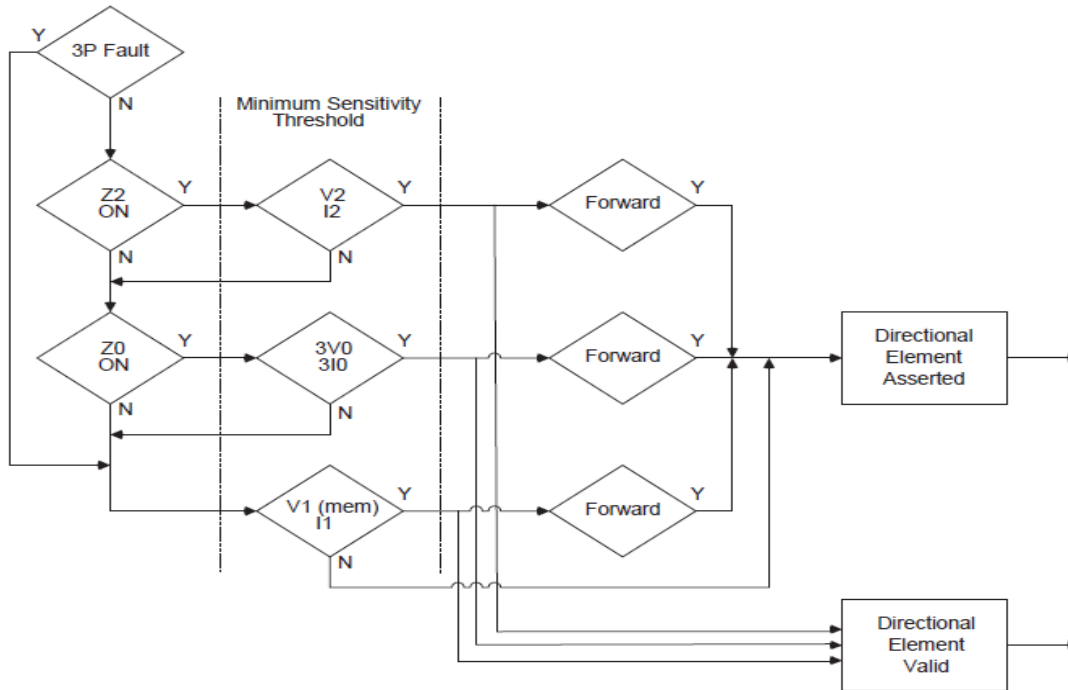 Y
3P Fault
N
Minimum Sensitivity
Threshold
Z2
ON
Y
V2
I2
Y
Forward
Y
N
N
Z0
ON
Y
3V0
3I0
Y
Forward
Y
Directional
Element
Asserted
N
N
V1 (mem)
I1
Y
Forward
Y
N
Directional
Element
Valid